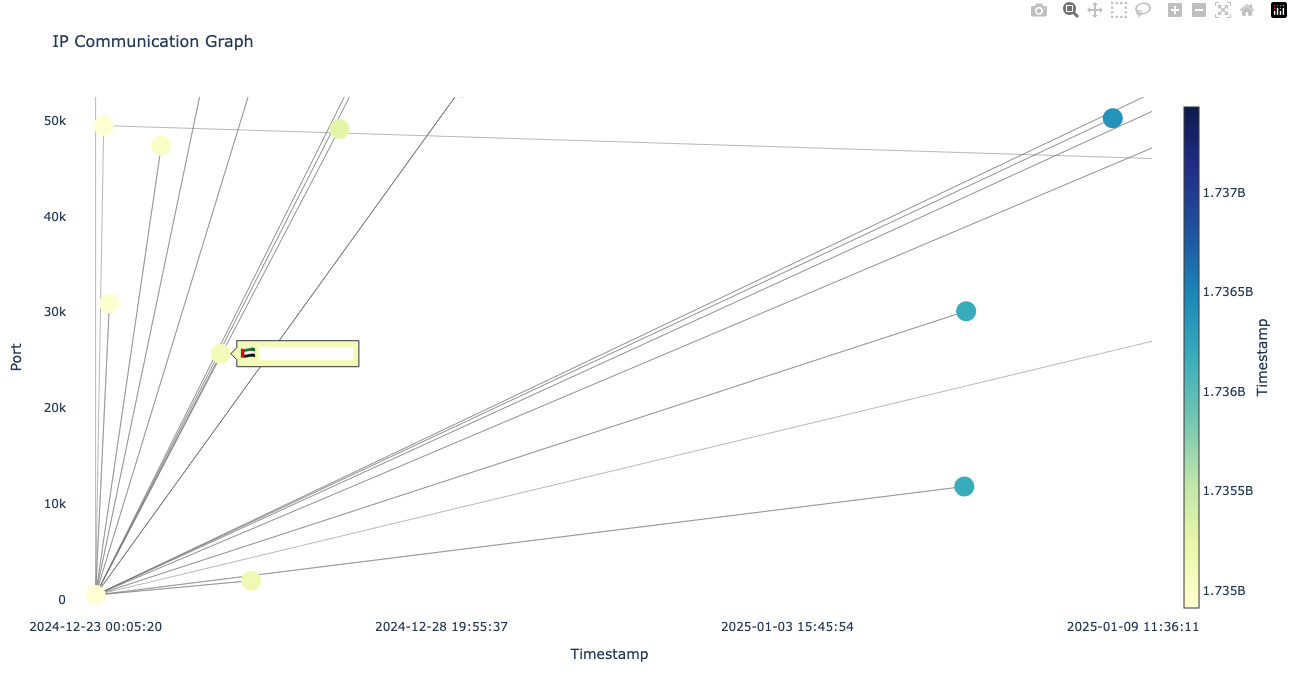 IP Communication Graph
50k
40k
30k
20k
10k
0
Port
2024-12-23 00:05:20
2024-12-28 19:55:37
2025-01-03 15:45:54
2025-01-09 11:36:11
Timestamp
1.737B
1.7365B
1.736B
1.7355B
1.735B
Timestamp